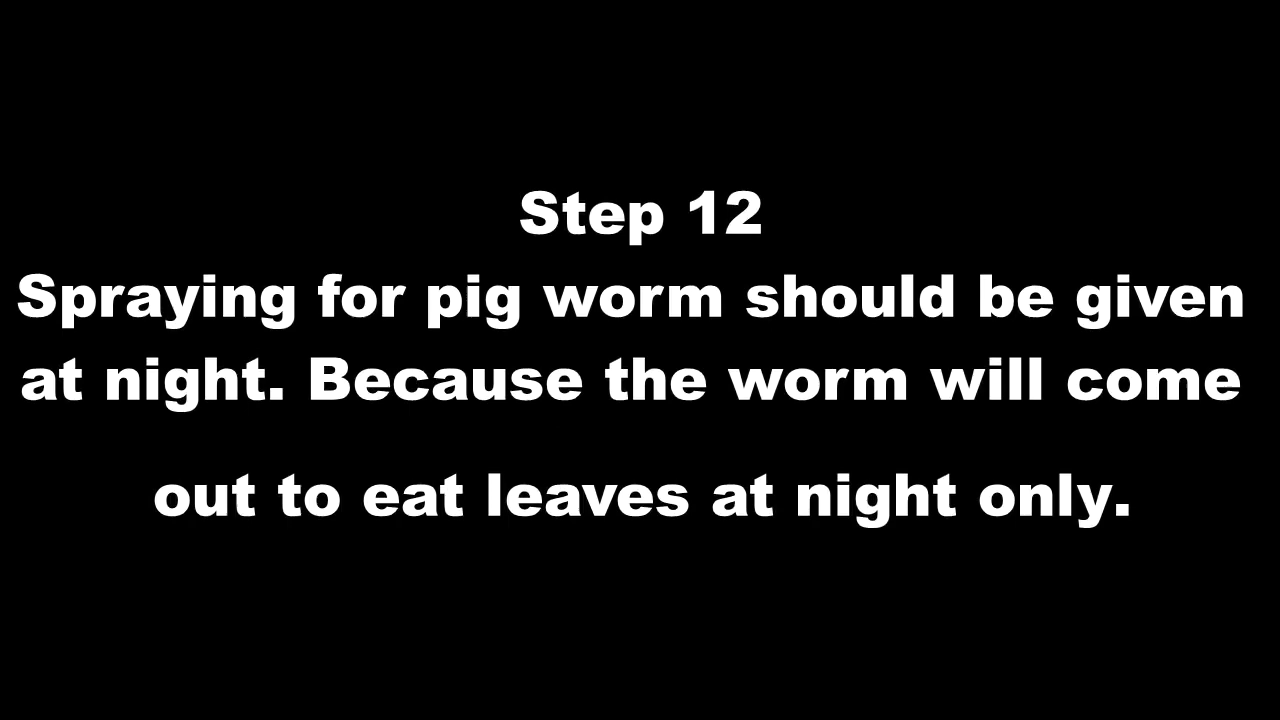 Step 12
Spraying for pig worm should be given
at night. Because the worm will come
out to eat leaves at night only.